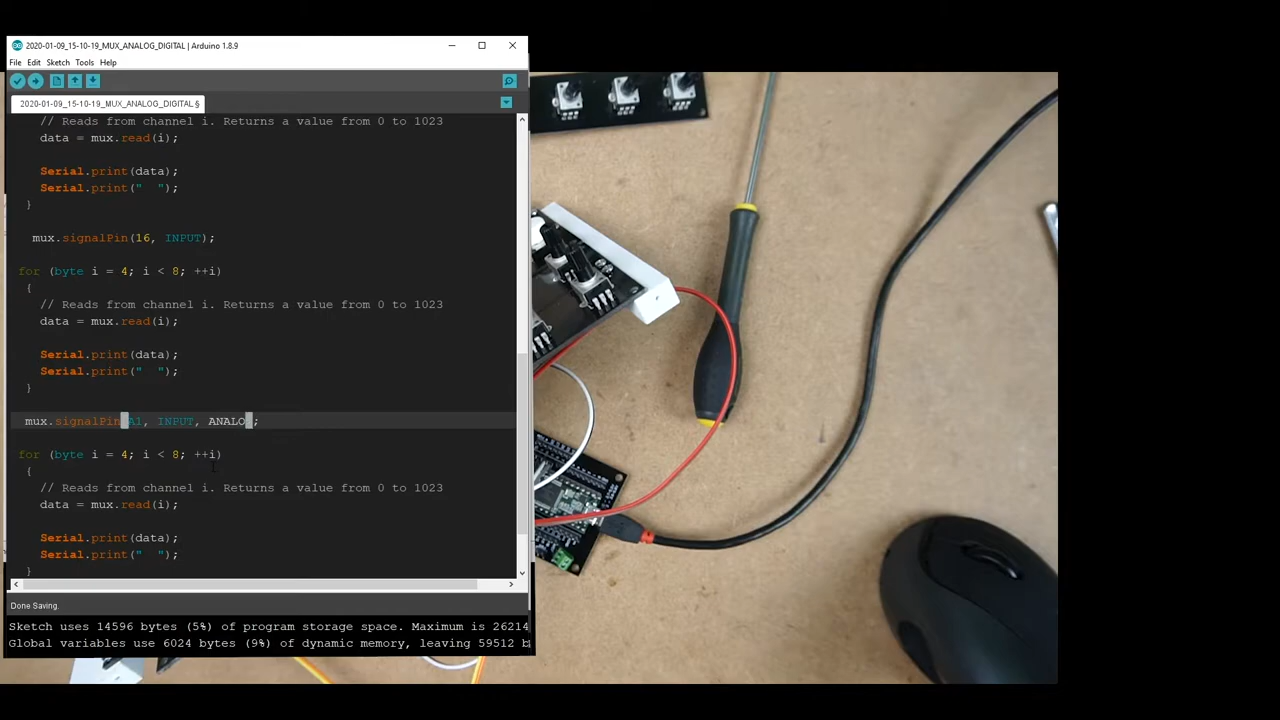 2020-01-09_15-10-19_MUX_ANALOG_DIGITAL | Arduino 1.8.9
File Edit Sketch Tools Help
2020-01-09_15-10-19_MUX_ANALOG_DIGITAL §
// Reads from channel i. Returns a value from 0 to 1023
data = mux.read(i);
Serial.print(data);
Serial.print("  ");
}
mux.signalPin(16, INPUT);
for (byte i = 4; i < 8; ++i)
{
// Reads from channel i. Returns a value from 0 to 1023
data = mux.read(i);
Serial.print(data);
Serial.print("  ");
}
mux.signalPin(A1, INPUT, ANALO);
for (byte i = 4; i < 8; ++i)
{
// Reads from channel i. Returns a value from 0 to 1023
data = mux.read(i);
Serial.print(data);
Serial.print("  ");
}
Done Saving.
Sketch uses 14596 bytes (5%) of program storage space. Maximum is 26214
Global variables use 6024 bytes (9%) of dynamic memory, leaving 59512 b